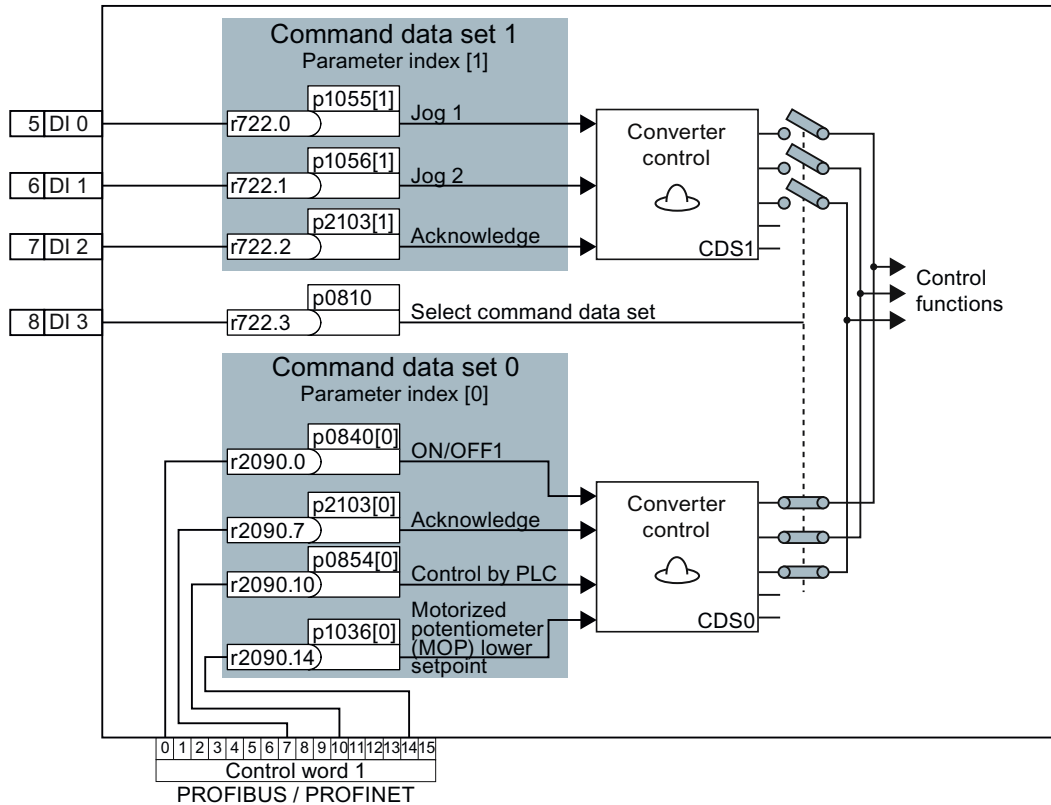 Command data set 1
Parameter index [1]
5 DI 0
r722.0
p1055[1]
Jog 1
6 DI 1
r722.1
p1056[1]
Jog 2
7 DI 2
r722.2
p2103[1]
Acknowledge
Converter
control
CDS1
8 DI 3
r722.3
p0810
Select command data set
Control
functions
Command data set 0
Parameter index [0]
r2090.0
p0840[0]
ON/OFF1
r2090.7
p2103[0]
Acknowledge
r2090.10
p0854[0]
Control by PLC
r2090.14
p1036[0]
Motorized
potentiometer
(MOP) lower
setpoint
Converter
control
CDS0
0 1 2 3 4 5 6 7 8 9 10 11 12 13 14 15
Control word 1
PROFIBUS / PROFINET